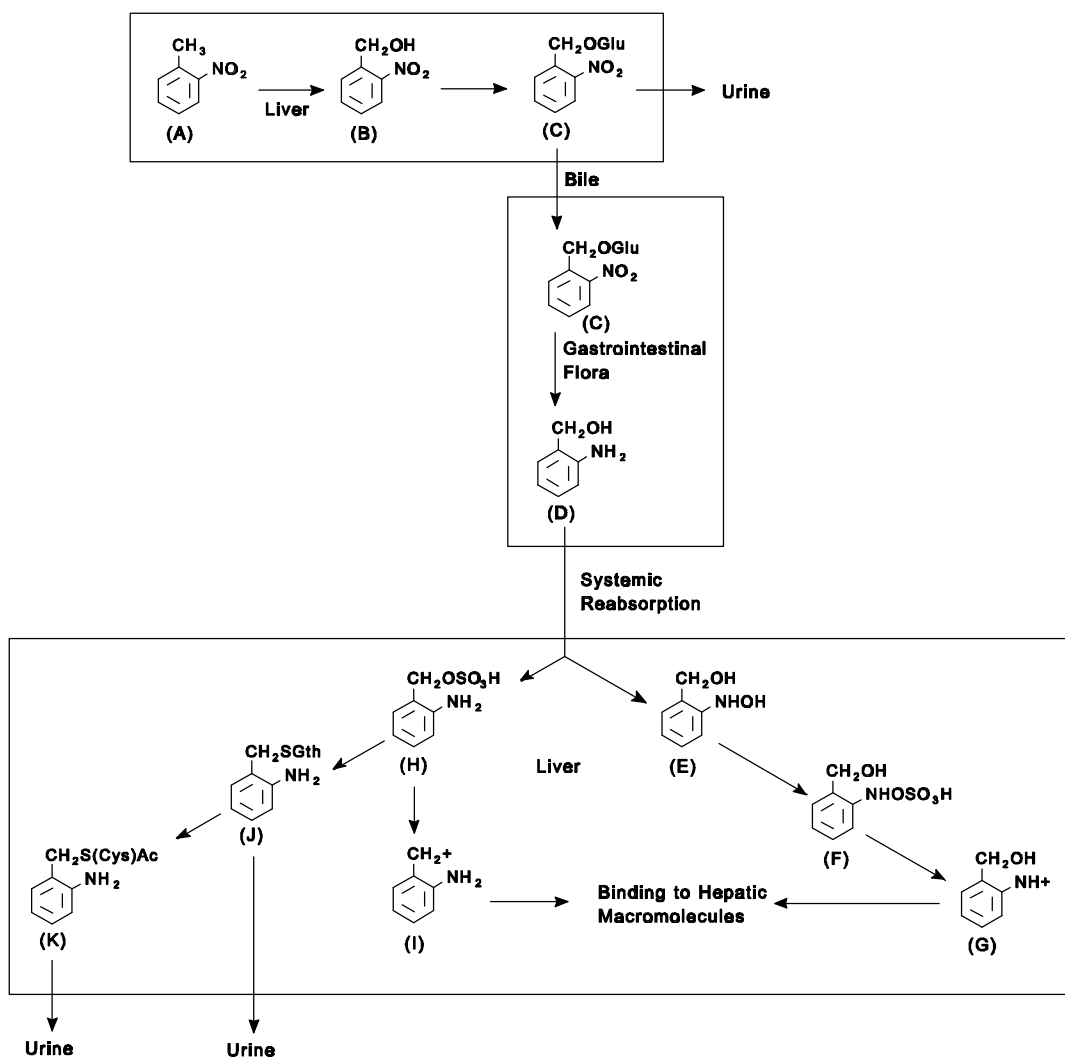 CH3
NO2
(A)
Liver
CH2OH
NO2
(B)
CH2OGlu
NO2
(C)
Urine
Bile
CH2OGlu
NO2
(C)
Gastrointestinal
Flora
CH2OH
NH2
(D)
Systemic
Reabsorption
CH2OSO3H
NH2
(H)
CH2OH
NHOH
(E)
Liver
CH2SGth
NH2
(J)
CH2OH
NHOSO3H
(F)
CH2S(Cys)Ac
NH2
(K)
CH2+
NH2
(I)
Binding to Hepatic
Macromolecules
CH2OH
NH+
(G)
Urine
Urine